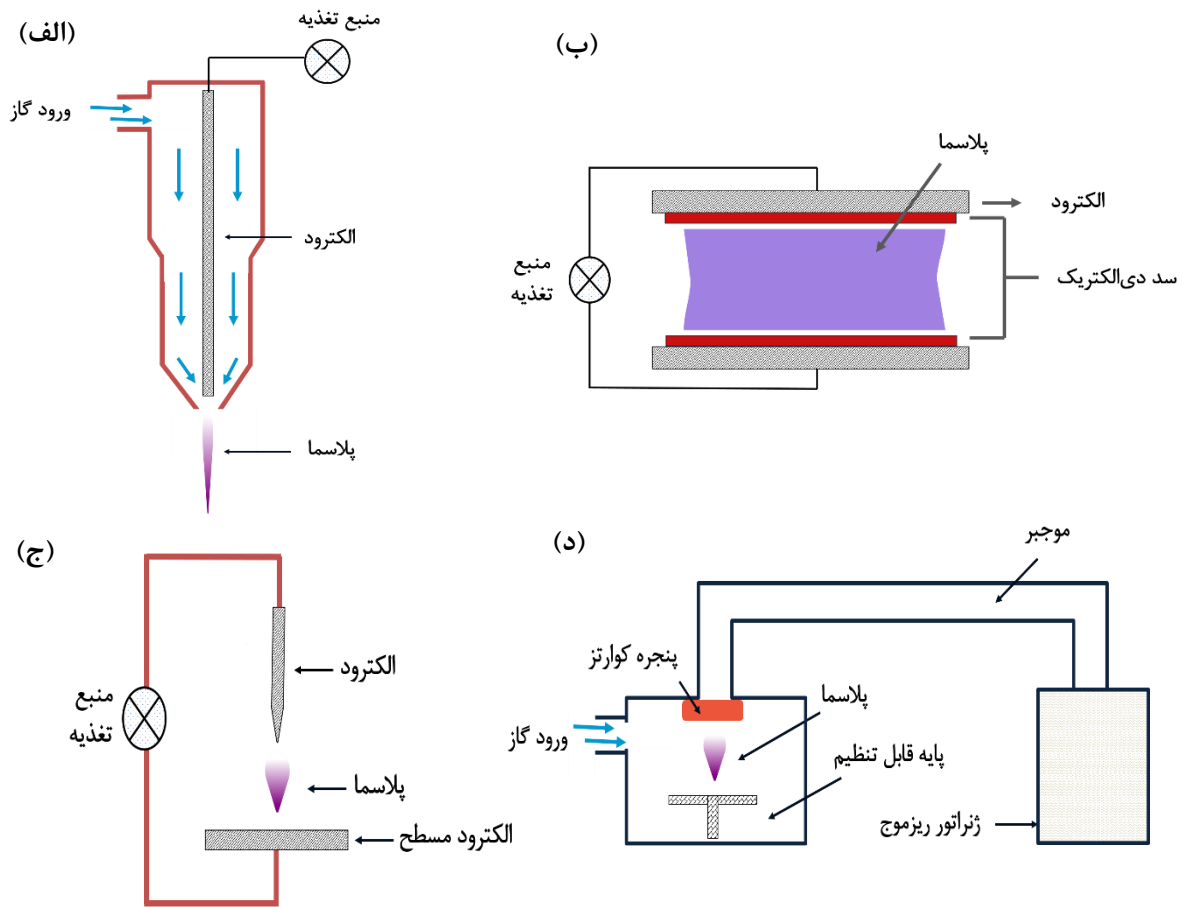 (الف)
منبع تغذیه
ورود گاز
الکترود
پلاسما
(ب)
پلاسما
الکترود
سد دی‌الکتریک
منبع
تغذیه
(ج)
الکترود
منبع
تغذیه
پلاسما
الکترود مسطح
(د)
موجبر
پنجره کوارتز
پلاسما
ورود گاز
پایه قابل تنظیم
ژنراتور ریزموج